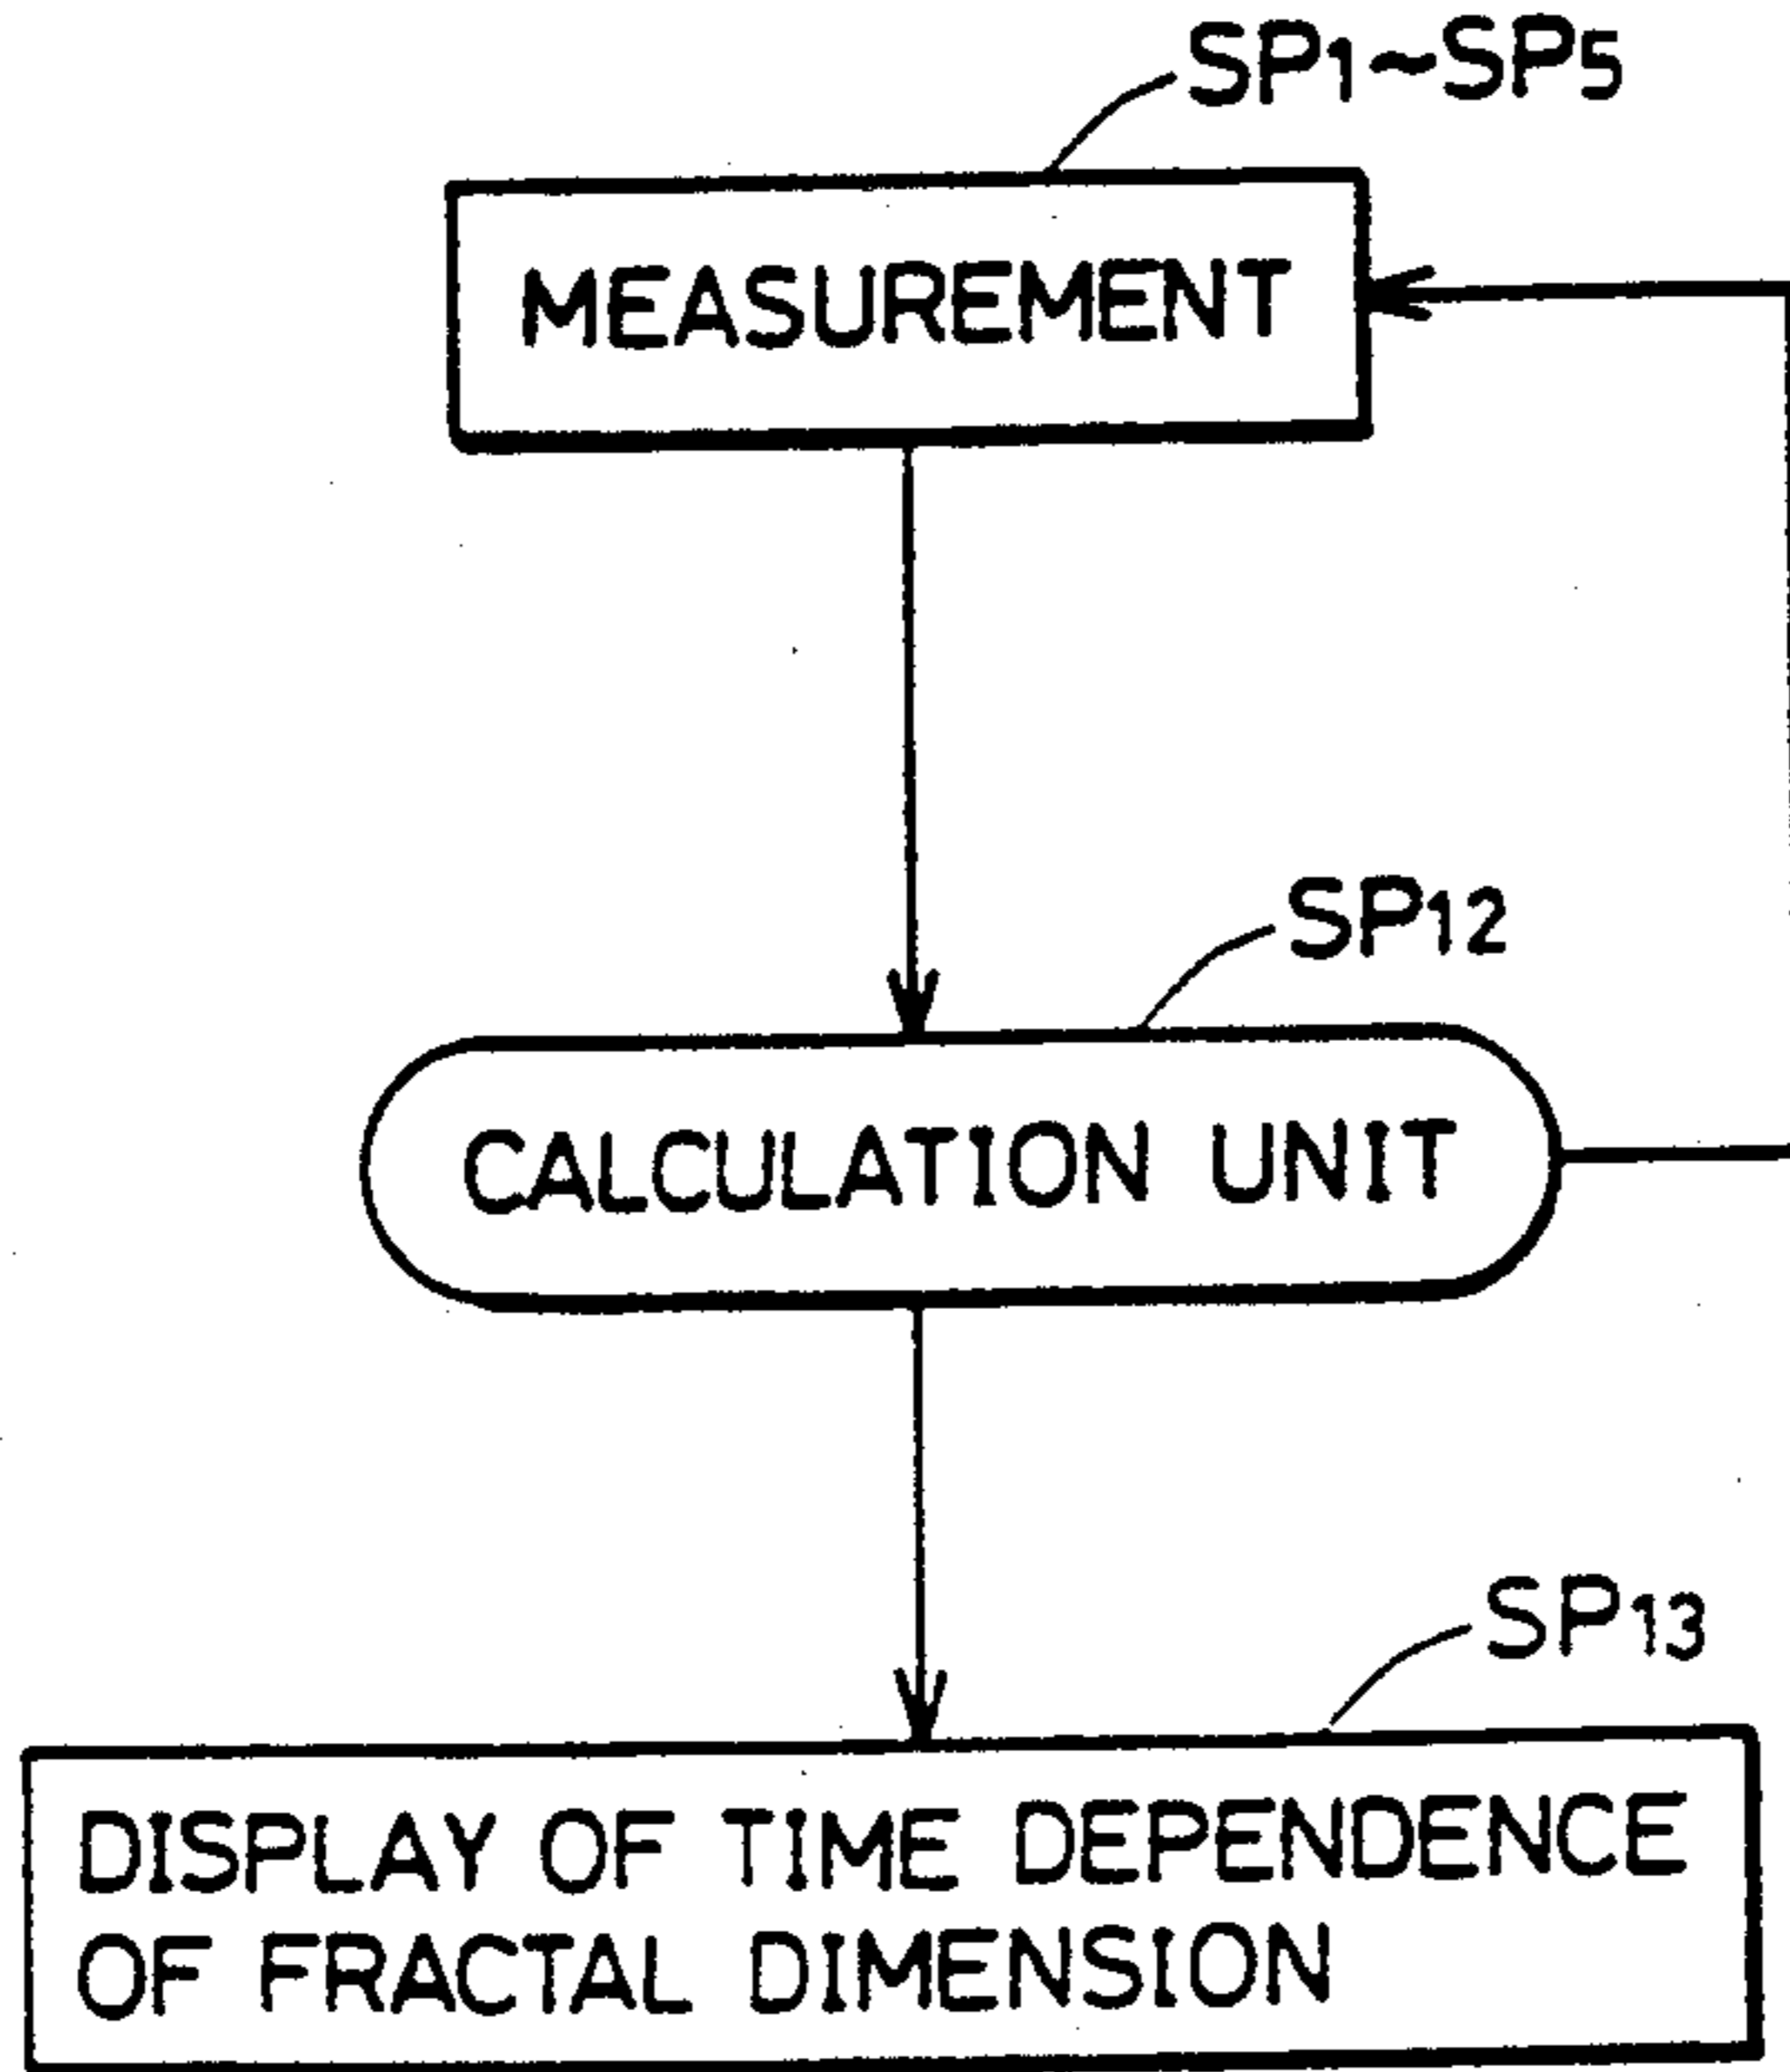 SP1~SP5
MEASUREMENT
SP12
CALCULATION UNIT
SP13
DISPLAY OF TIME DEPENDENCE
OF FRACTAL DIMENSION